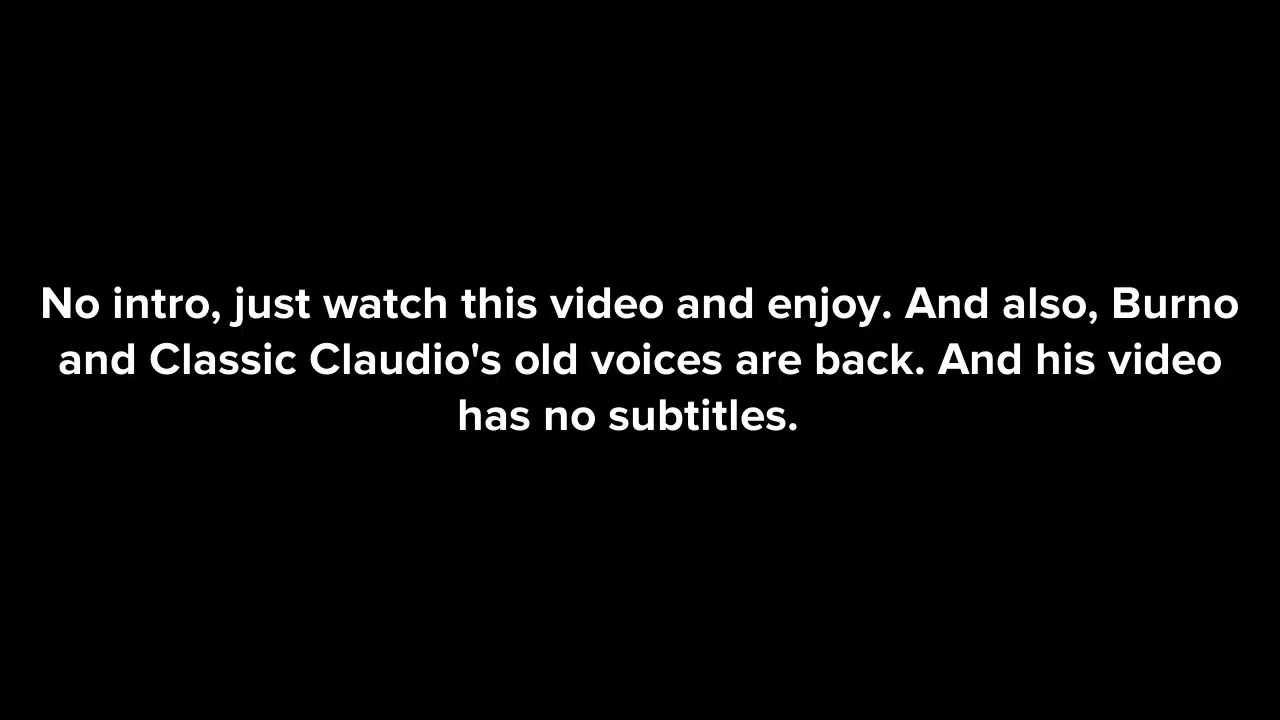 No intro, just watch this video and enjoy. And also, Burno
and Classic Claudio's old voices are back. And his video
has no subtitles.